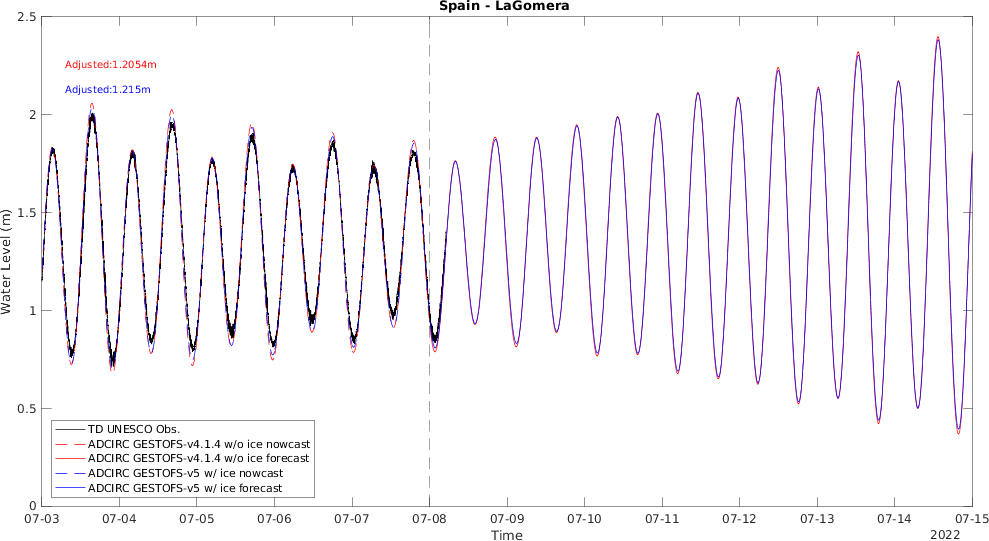 Spain - LaGomera
2.5
2
1.5
1
0.5
0
Water Level (m)
Adjusted:1.2054m
Adjusted:1.215m
TD UNESCO Obs.
ADCIRC GESTOFS-v4.1.4 w/o ice nowcast
ADCIRC GESTOFS-v4.1.4 w/o ice forecast
ADCIRC GESTOFS-v5 w/ ice nowcast
ADCIRC GESTOFS-v5 w/ ice forecast
07-03 07-04 07-05 07-06 07-07 07-08 07-09 07-10 07-11 07-12 07-13 07-14 07-15
Time
2022